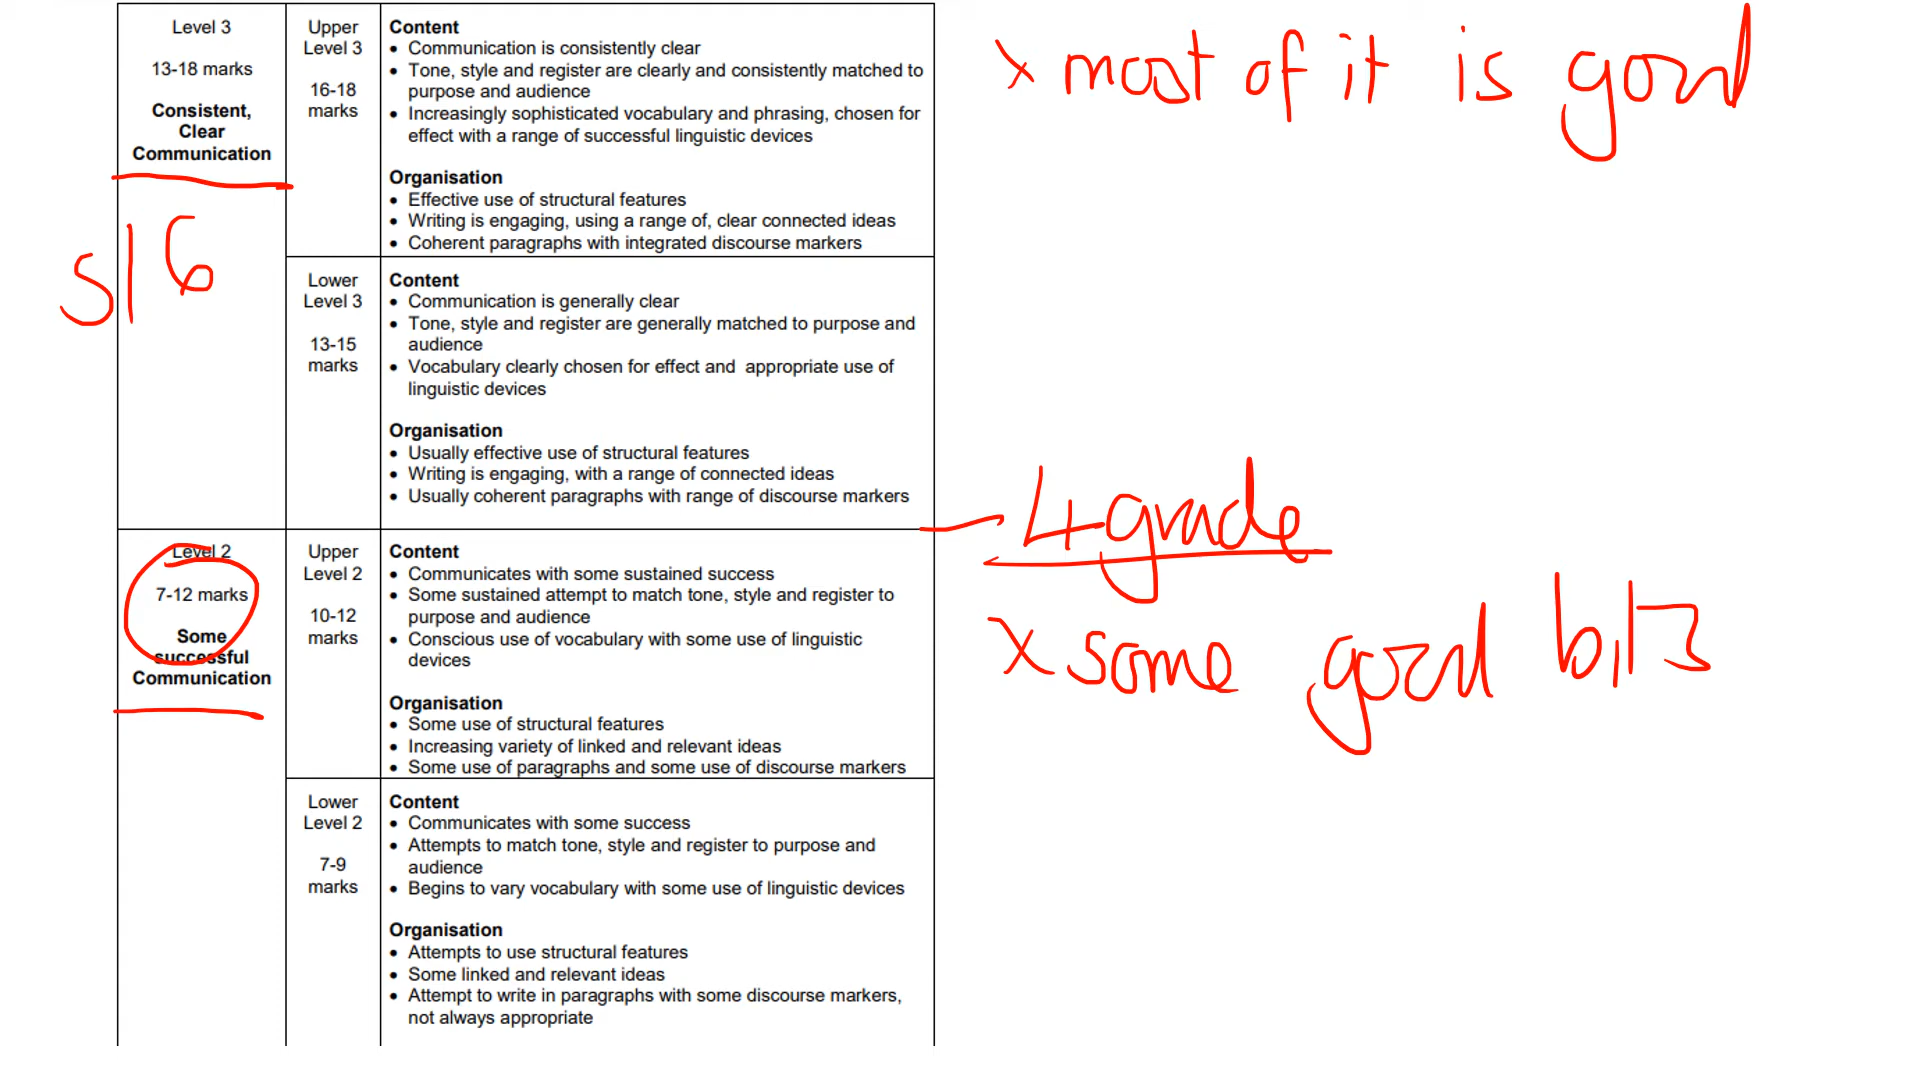 Level 3
13-18 marks
Consistent,
Clear
Communication
Upper
Level 3
16-18
marks
Content
• Communication is consistently clear
• Tone, style and register are clearly and consistently matched to
purpose and audience
• Increasingly sophisticated vocabulary and phrasing, chosen for
effect with a range of successful linguistic devices
Organisation
• Effective use of structural features
• Writing is engaging, using a range of, clear connected ideas
• Coherent paragraphs with integrated discourse markers
x most of it is good
5/6
Lower
Level 3
13-15
marks
Content
• Communication is generally clear
• Tone, style and register are generally matched to purpose and
audience
• Vocabulary clearly chosen for effect and appropriate use of
linguistic devices
Organisation
• Usually effective use of structural features
• Writing is engaging, with a range of connected ideas
• Usually coherent paragraphs with range of discourse markers
4 grade
Level 2
7-12 marks
Some
successful
Communication
Upper
Level 2
10-12
marks
Content
• Communicates with some sustained success
• Some sustained attempt to match tone, style and register to
purpose and audience
• Conscious use of vocabulary with some use of linguistic
devices
Organisation
• Some use of structural features
• Increasing variety of linked and relevant ideas
• Some use of paragraphs and some use of discourse markers
x some good bits
Lower
Level 2
7-9
marks
Content
• Communicates with some success
• Attempts to match tone, style and register to purpose and
audience
• Begins to vary vocabulary with some use of linguistic devices
Organisation
• Attempts to use structural features
• Some linked and relevant ideas
• Attempt to write in paragraphs with some discourse markers,
not always appropriate